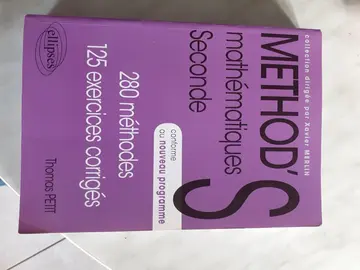 collection dirigée par Xavier MERLIN
METHOD'S
mathématiques
Seconde
conforme
au nouveau programme
280 méthodes
125 exercices corrigés
Thomas PETIT
ellipses